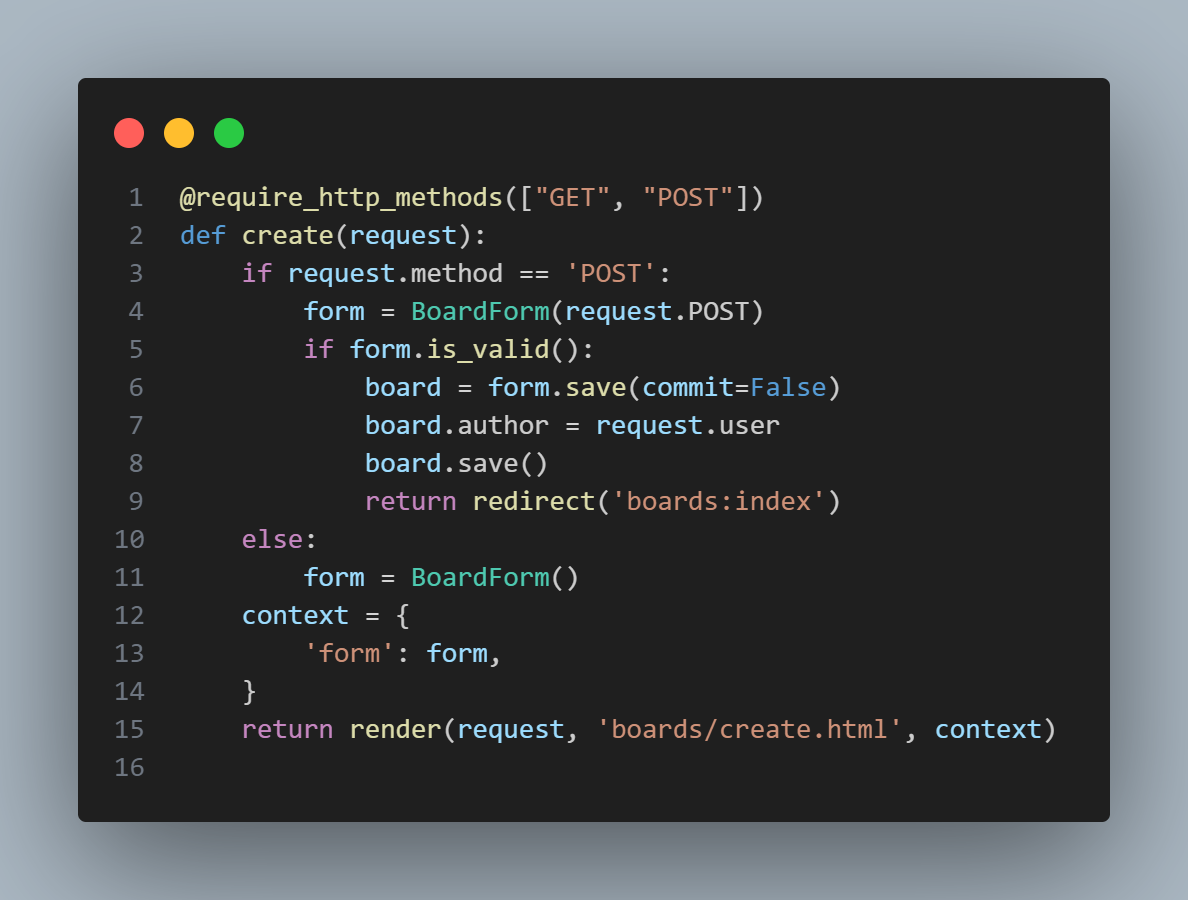 1 @require_http_methods(["GET", "POST"])
2 def create(request):
3     if request.method == 'POST':
4         form = BoardForm(request.POST)
5         if form.is_valid():
6             board = form.save(commit=False)
7             board.author = request.user
8             board.save()
9             return redirect('boards:index')
10     else:
11         form = BoardForm()
12     context = {
13         'form': form,
14     }
15     return render(request, 'boards/create.html', context)
16